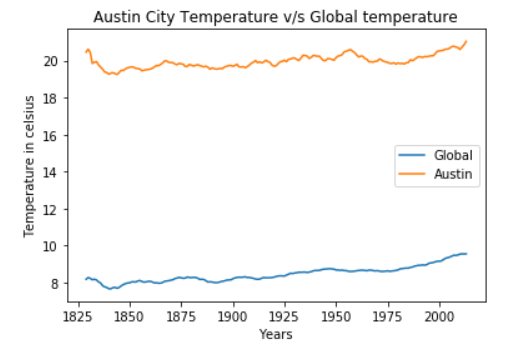 Austin City Temperature v/s Global temperature
Temperature in celsius
20
18
16
14
12
10
8
Global
Austin
1825 1850 1875 1900 1925 1950 1975 2000
Years